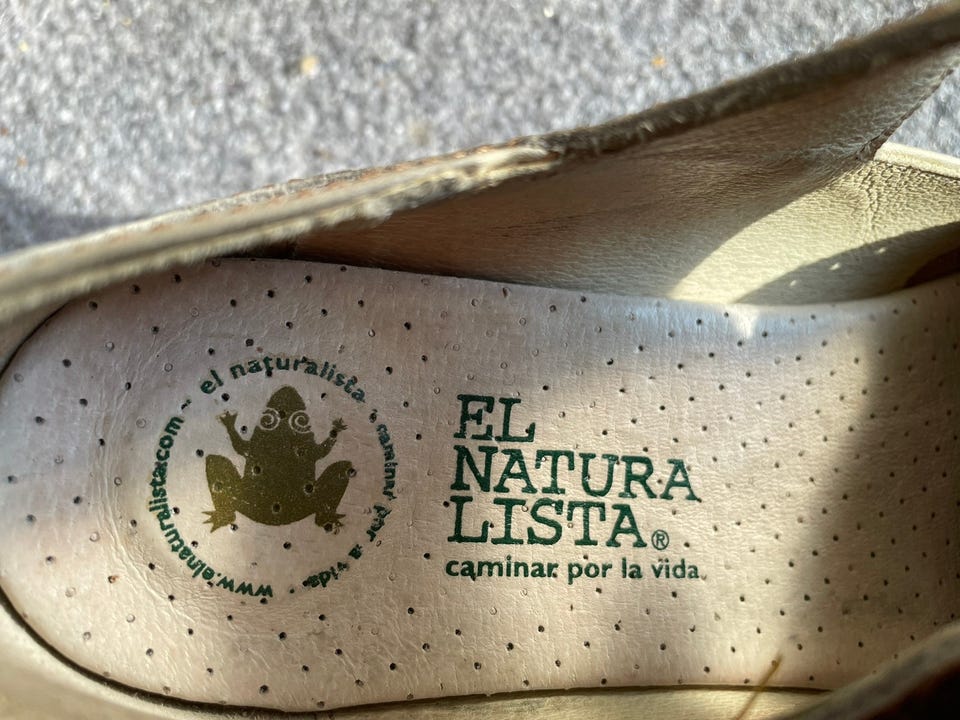 el naturalista · caminar por la vida · www.elnaturalista.com ·
EL
NATURA
LISTA®
caminar por la vida